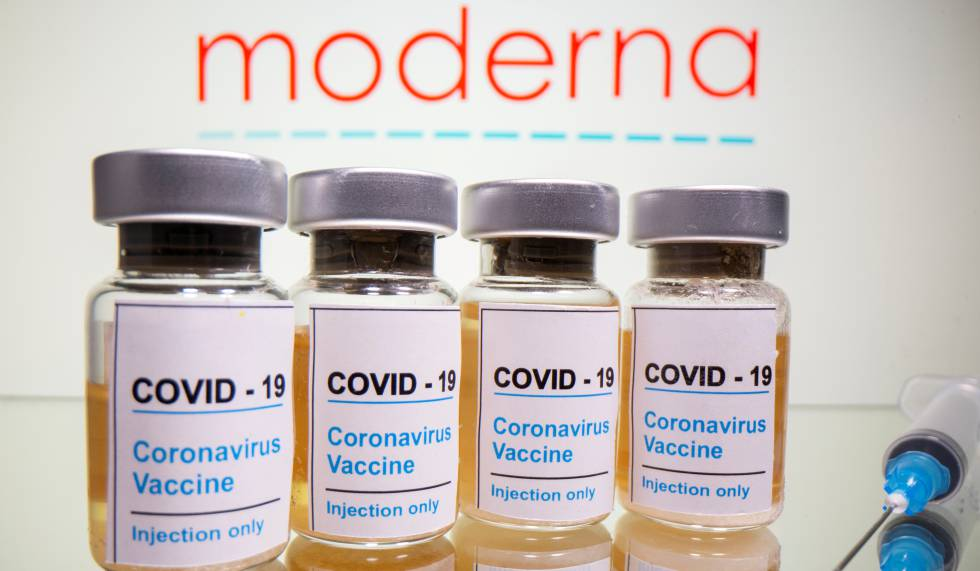 moderna
COVID - 19
Coronavirus
Vaccine
Injection only
COVID - 19
Coronavirus
Vaccine
Injection only
COVID - 19
Coronavirus
Vaccine
Injection only
COVID - 19
Coronavirus
Vaccine
Injection only